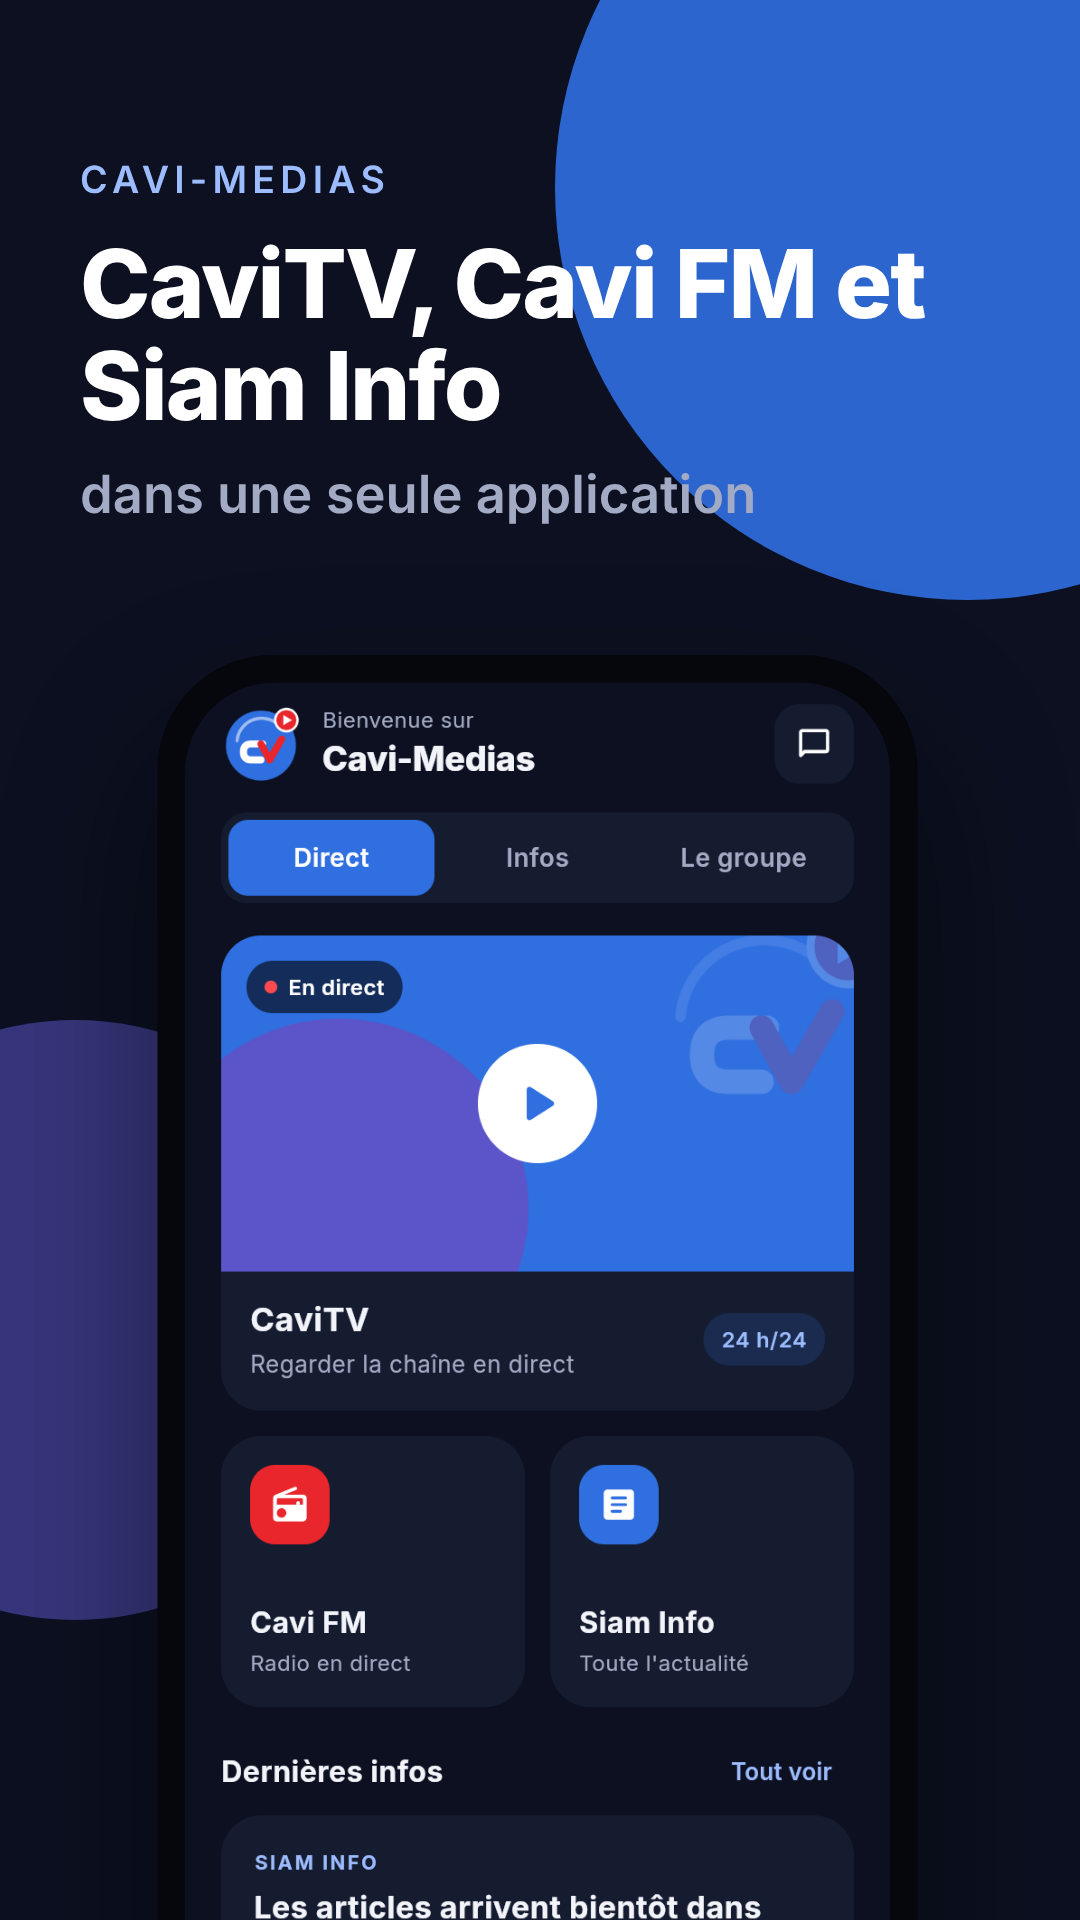 CAVI-MEDIAS
CaviTV, Cavi FM et
Siam Info
dans une seule application
Bienvenue sur
Cavi-Medias
Direct
Infos
Le groupe
En direct
CaviTV
Regarder la chaîne en direct
24 h/24
Cavi FM
Radio en direct
Siam Info
Toute l'actualité
Dernières infos
Tout voir
SIAM INFO
Les articles arrivent bientôt dans